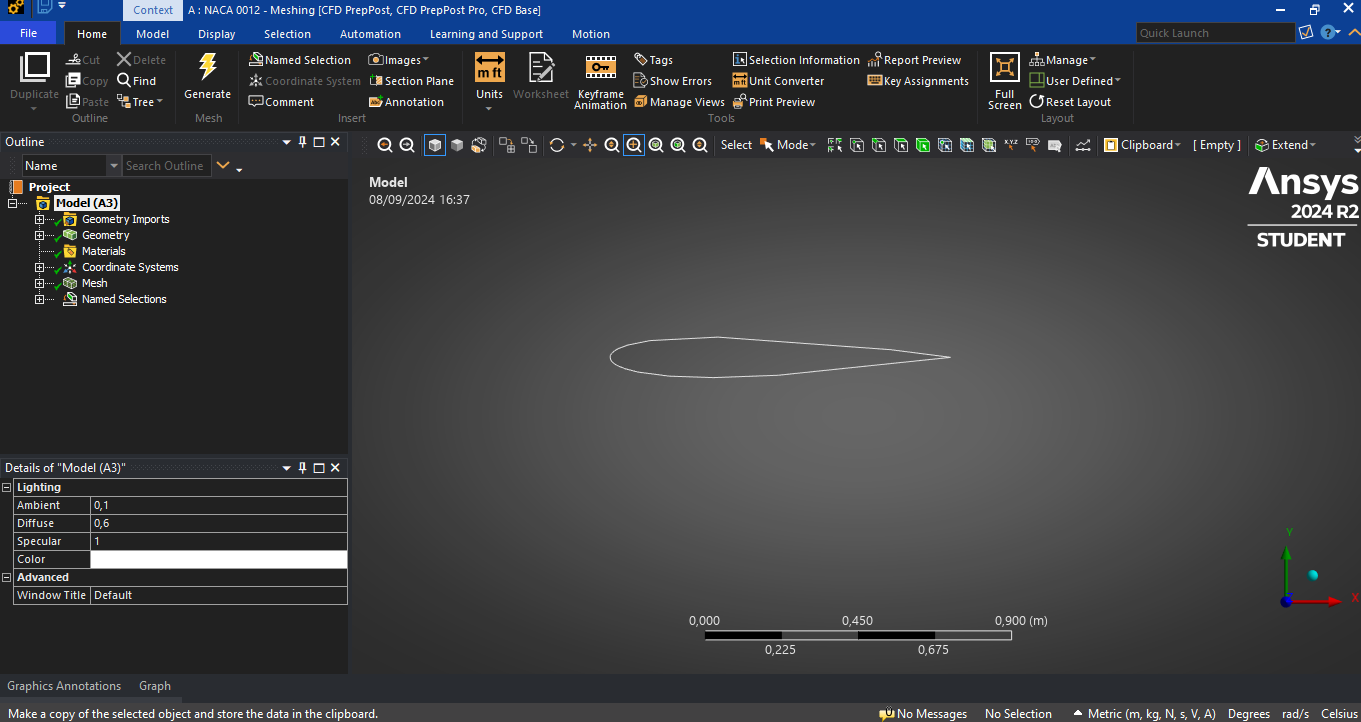 Context A : NACA 0012 - Meshing [CFD PrepPost, CFD PrepPost Pro, CFD Base]
File Home Model Display Selection Automation Learning and Support Motion Quick Launch
Duplicate Cut Copy Paste Delete Find Tree
Outline
Generate
Mesh
Named Selection Coordinate System Comment Images Section Plane Annotation
Insert
Units Worksheet Keyframe Animation Tags Show Errors Manage Views Selection Information Unit Converter Print Preview Report Preview Key Assignments
Tools
Full Screen Manage User Defined Reset Layout
Layout
Outline
Name Search Outline
Project
Model (A3)
Geometry Imports
Geometry
Materials
Coordinate Systems
Mesh
Named Selections
Select Mode Clipboard [ Empty ] Extend
Model
08/09/2024 16:37
Ansys
2024 R2
STUDENT
Details of "Model (A3)"
Lighting
Ambient 0,1
Diffuse 0,6
Specular 1
Color
Advanced
Window Title Default
Y
X
0,000 0,450 0,900 (m)
0,225 0,675
Graphics Annotations Graph
Make a copy of the selected object and store the data in the clipboard. No Messages No Selection Metric (m, kg, N, s, V, A) Degrees rad/s Celsius